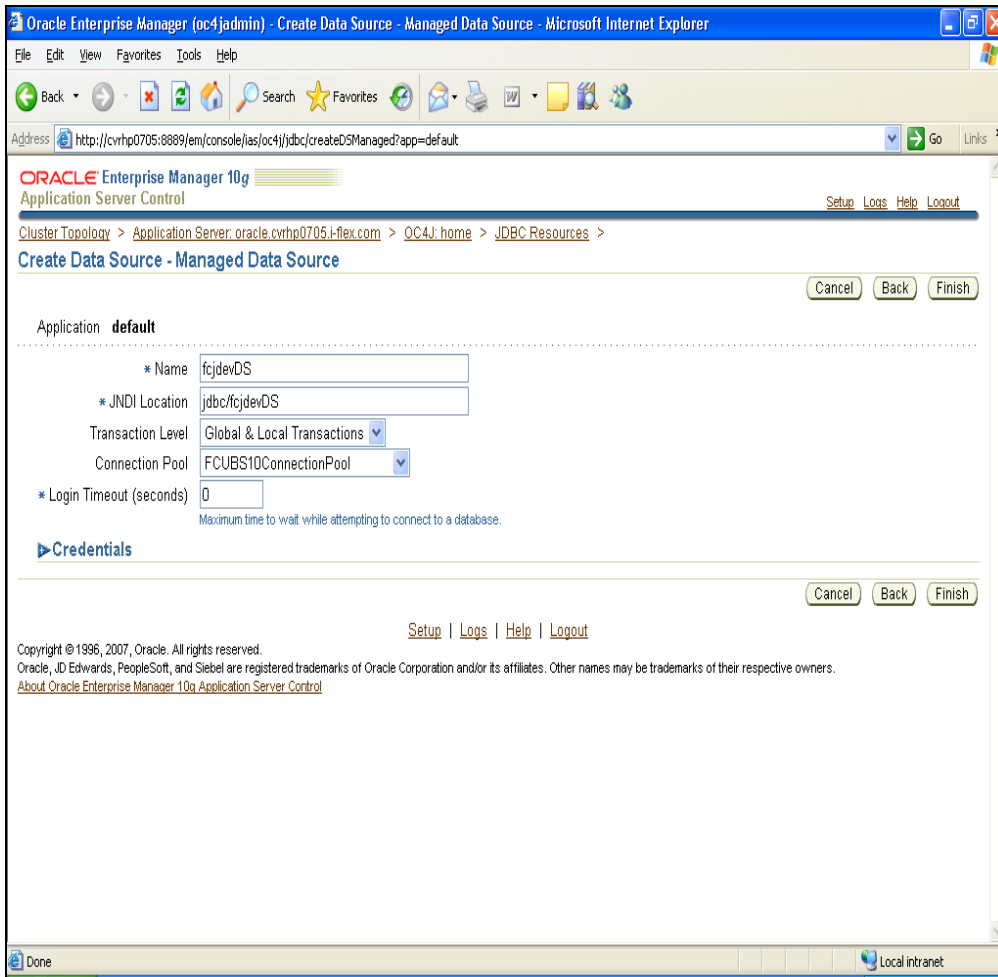 Oracle Enterprise Manager (oc4jadmin) - Create Data Source - Managed Data Source - Microsoft Internet Explorer
File Edit View Favorites Tools Help
Back Search Favorites
Address http://cvrhp0705:8889/em/console/ias/oc4j/jdbc/createDSManaged?app=default Go Links
ORACLE Enterprise Manager 10g
Application Server Control
Setup Logs Help Logout
Cluster Topology > Application Server: oracle.cvrhp0705.i-flex.com > OC4J: home > JDBC Resources >
Create Data Source - Managed Data Source
Cancel Back Finish
Application default
* Name fcjdevDS
* JNDI Location jdbc/fcjdevDS
Transaction Level Global & Local Transactions
Connection Pool FCUBS10ConnectionPool
* Login Timeout (seconds) 0
Maximum time to wait while attempting to connect to a database.
Credentials
Cancel Back Finish
Setup | Logs | Help | Logout
Copyright © 1996, 2007, Oracle. All rights reserved.
Oracle, JD Edwards, PeopleSoft, and Siebel are registered trademarks of Oracle Corporation and/or its affiliates. Other names may be trademarks of their respective owners.
About Oracle Enterprise Manager 10g Application Server Control
Done Local intranet